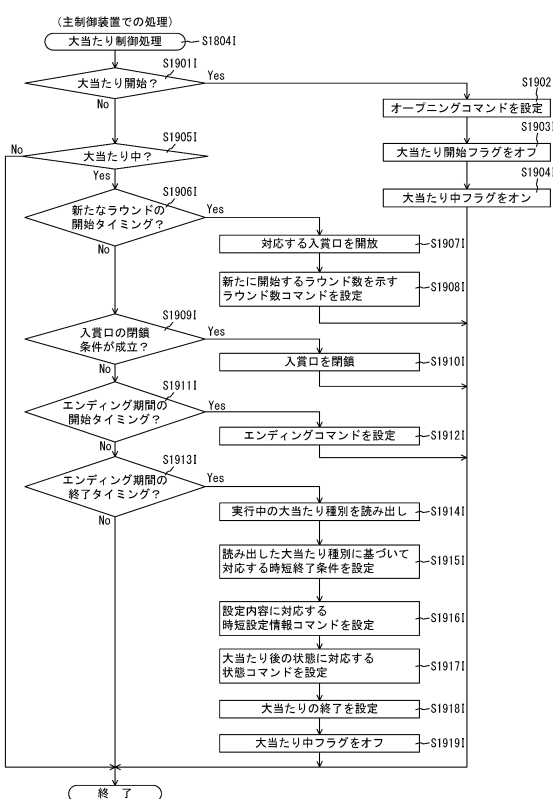 (主制御装置での処理)
大当たり制御処理
S1804I
S1901I
大当たり開始?
Yes
No
S1902
オープニングコマンドを設定
S1903I
大当たり開始フラグをオフ
S1904I
大当たり中フラグをオン
S1905I
大当たり中?
No
Yes
S1906I
新たなラウンドの
開始タイミング?
Yes
No
対応する入賞口を開放
S1907I
新たに開始するラウンド数を示す
ラウンド数コマンドを設定
S1908I
S1909I
入賞口の閉鎖
条件が成立?
Yes
No
入賞口を閉鎖
S1910I
S1911I
エンディング期間の
開始タイミング?
Yes
No
エンディングコマンドを設定
S1912I
S1913I
エンディング期間の
終了タイミング?
Yes
No
実行中の大当たり種別を読み出し
S1914I
読み出した大当たり種別に基づいて
対応する時短終了条件を設定
S1915I
設定内容に対応する
時短設定情報コマンドを設定
S1916I
大当たり後の状態に対応する
状態コマンドを設定
S1917I
大当たりの終了を設定
S1918I
大当たり中フラグをオフ
S1919I
終 了